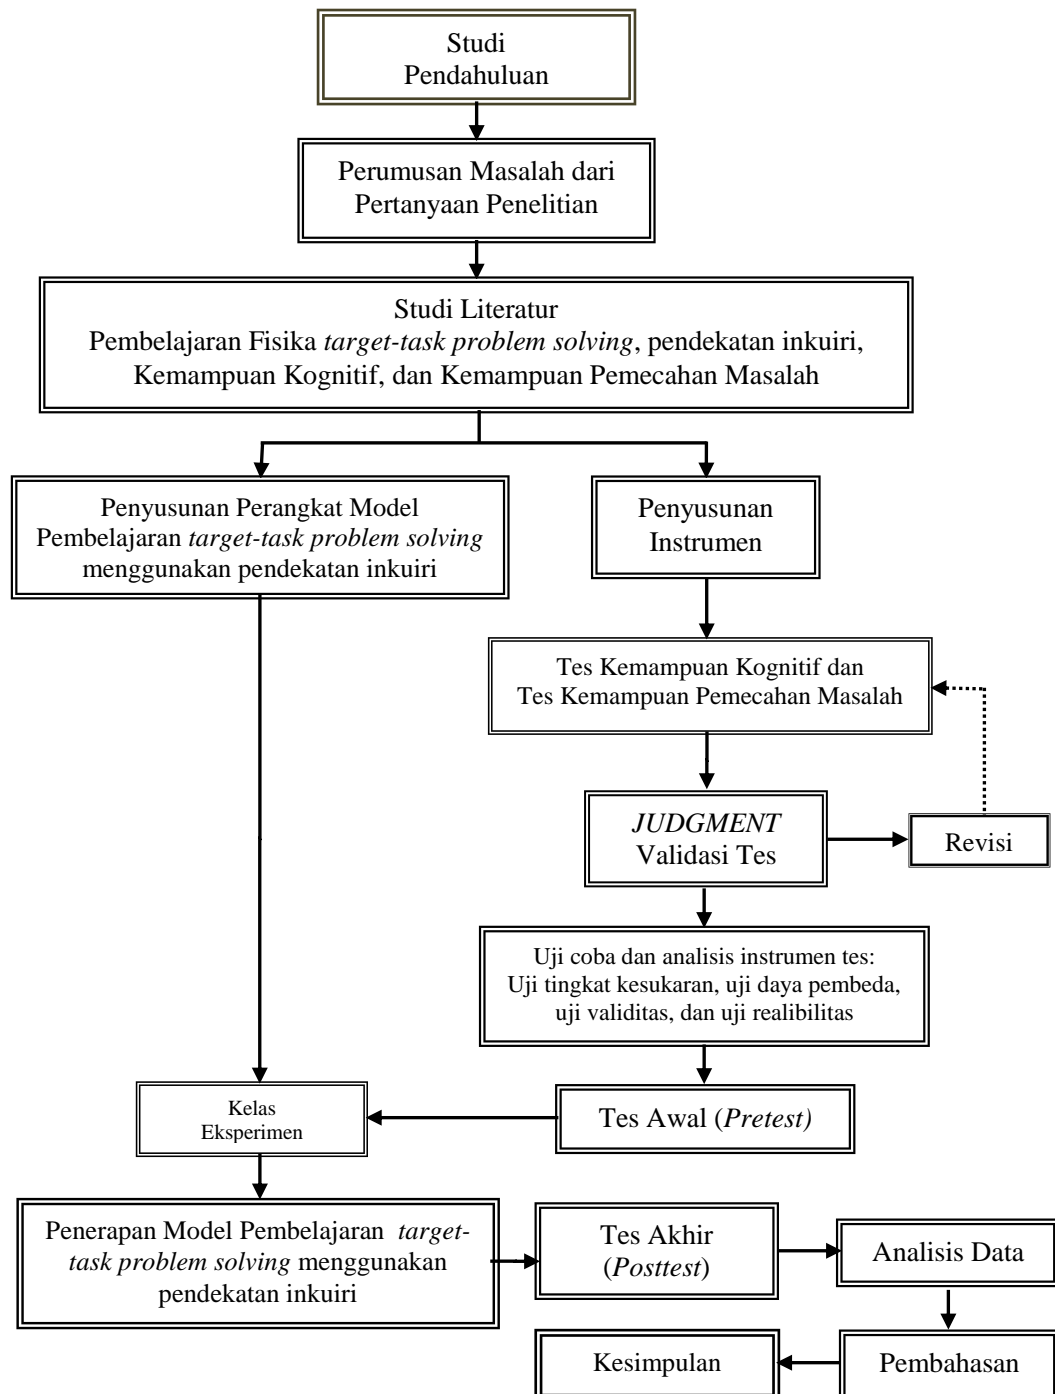 Studi
Pendahuluan
Perumusan Masalah dari
Pertanyaan Penelitian
Studi Literatur
Pembelajaran Fisika target-task problem solving, pendekatan inkuiri,
Kemampuan Kognitif, dan Kemampuan Pemecahan Masalah
Penyusunan Perangkat Model
Pembelajaran target-task problem solving
menggunakan pendekatan inkuiri
Penyusunan
Instrumen
Tes Kemampuan Kognitif dan
Tes Kemampuan Pemecahan Masalah
JUDGMENT
Validasi Tes
Revisi
Uji coba dan analisis instrumen tes:
Uji tingkat kesukaran, uji daya pembeda,
uji validitas, dan uji realibilitas
Kelas
Eksperimen
Tes Awal (Pretest)
Penerapan Model Pembelajaran target-
task problem solving menggunakan
pendekatan inkuiri
Tes Akhir
(Posttest)
Analisis Data
Kesimpulan
Pembahasan